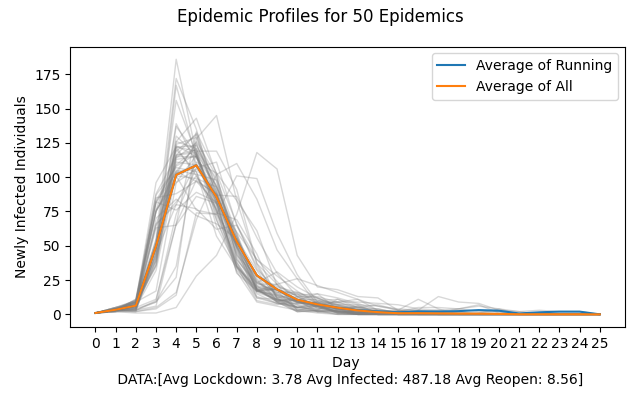 Epidemic Profiles for 50 Epidemics
Newly Infected Individuals
175
150
125
100
75
50
25
0
Average of Running
Average of All
0 1 2 3 4 5 6 7 8 9 10 11 12 13 14 15 16 17 18 19 20 21 22 23 24 25
Day
DATA:[Avg Lockdown: 3.78 Avg Infected: 487.18 Avg Reopen: 8.56]